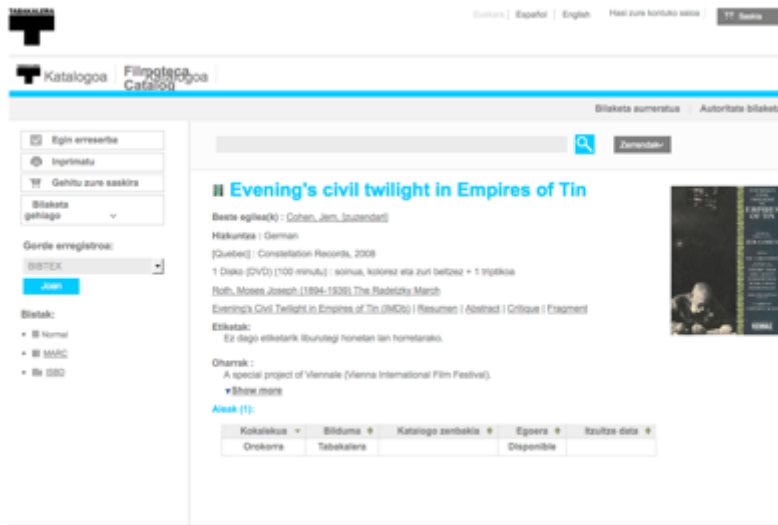 TABAKALERA
Euskara | Español | English
Hasi zure kontuko saioa
Saskia
Katalogoa
Filmoteca
Catalog
Bilaketa aurreratua
Autoritate bilaketa
Egin erreserba
Inprimatu
Gehitu zure saskira
Bilaketa
gehiago
Gorde erregistroa:
BIBTEX
Joan
Bistak:
Normal
MARC
ISBD
Zerrendak
Evening's civil twilight in Empires of Tin
Beste egilea(k) : Cohen, Jem, [zuzendari]
Hizkuntza : German
[Quebec] : Constellation Records, 2008
1 Disko (DVD) (100 minutu) : soinua, kolorez eta zuri beltzez + 1 triptikoa
Roth, Moses Joseph (1894-1939) The Radetzky March
Evening's Civil Twilight in Empires of Tin (IMDb) | Resumen | Abstract | Critique | Fragment
Etiketak:
Ez dago etiketarik liburutegi honetan lan horretarako.
Oharrak :
A special project of Viennale (Vienna International Film Festival).
Show more
Aleak (1):
Kokalekua Bilduma Katalogo zenbakia Egoera Itzultze data
Orokorra Tabakalera Disponible